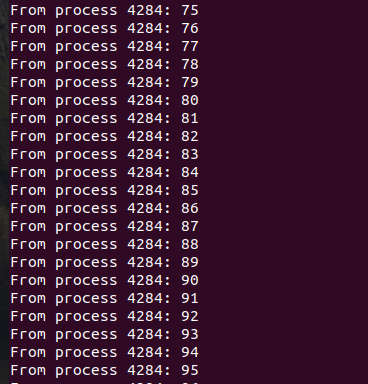 From process 4284: 75
From process 4284: 76
From process 4284: 77
From process 4284: 78
From process 4284: 79
From process 4284: 80
From process 4284: 81
From process 4284: 82
From process 4284: 83
From process 4284: 84
From process 4284: 85
From process 4284: 86
From process 4284: 87
From process 4284: 88
From process 4284: 89
From process 4284: 90
From process 4284: 91
From process 4284: 92
From process 4284: 93
From process 4284: 94
From process 4284: 95